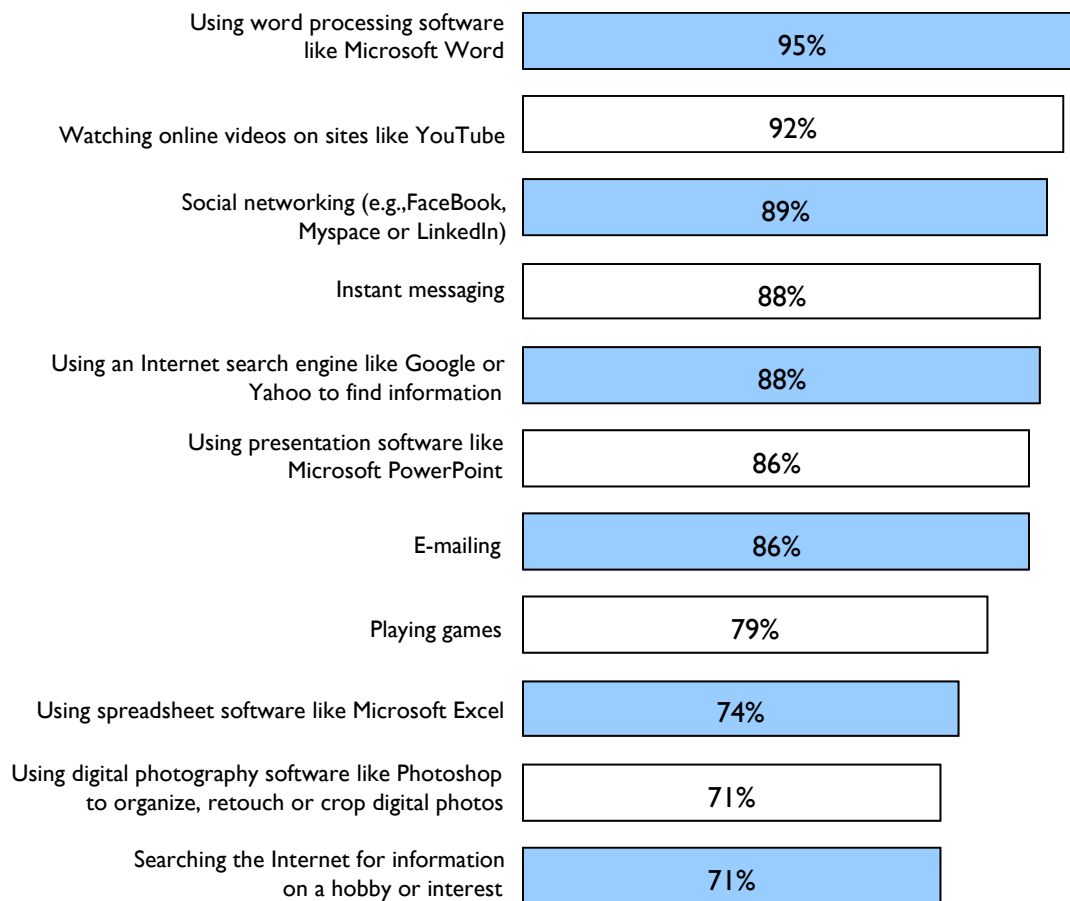 Using word processing software
like Microsoft Word
95%
Watching online videos on sites like YouTube
92%
Social networking (e.g.,FaceBook,
Myspace or LinkedIn)
89%
Instant messaging
88%
Using an Internet search engine like Google or
Yahoo to find information
88%
Using presentation software like
Microsoft PowerPoint
86%
E-mailing
86%
Playing games
79%
Using spreadsheet software like Microsoft Excel
74%
Using digital photography software like Photoshop
to organize, retouch or crop digital photos
71%
Searching the Internet for information
on a hobby or interest
71%